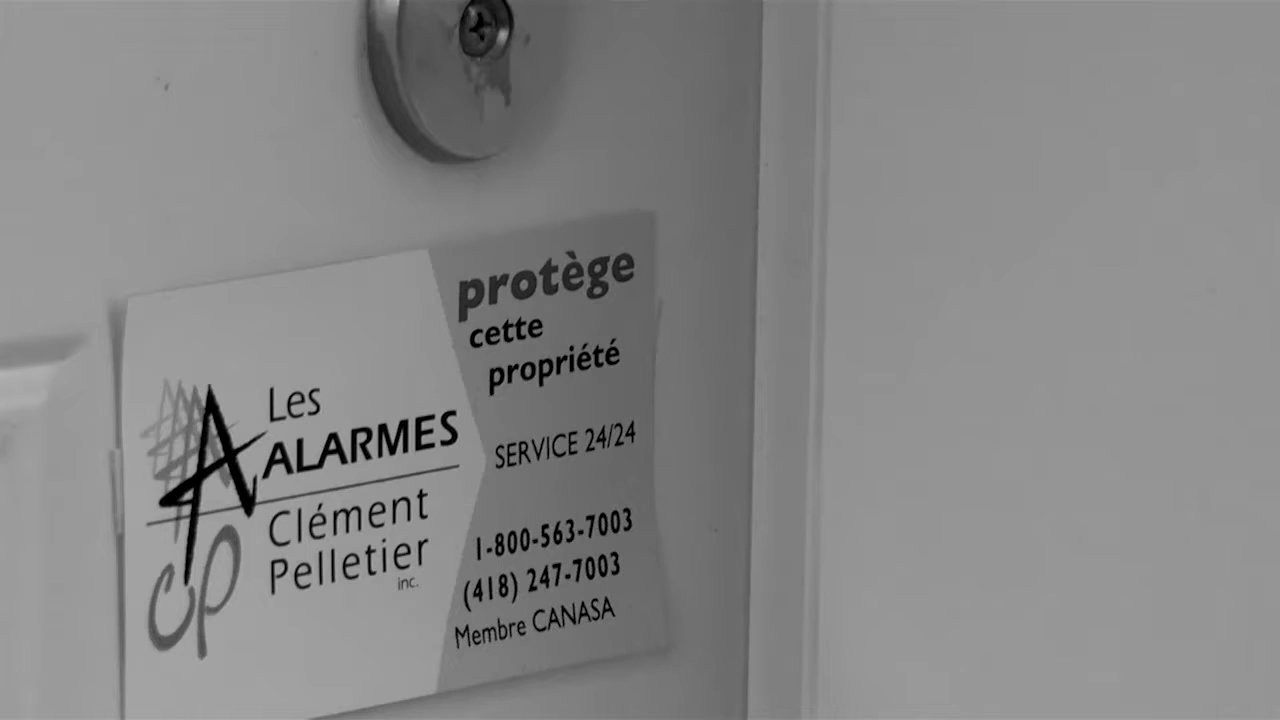 Les
ALARMES
Clément
Pelletier
inc.
CP
protège
cette
propriété
SERVICE 24/24
1-800-563-7003
(418) 247-7003
Membre CANASA